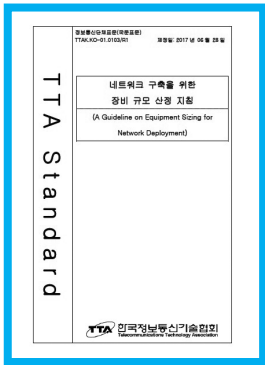 정보통신단체표준(국문표준)
TTAK.KO-01.0103/R1
제정일: 2017 년 06 월 28 일
TTA Standard
네트워크 구축을 위한
장비 규모 산정 지침
(A Guideline on Equipment Sizing for
Network Deployment)
TTA 한국정보통신기술협회
Telecommunications Technology Association